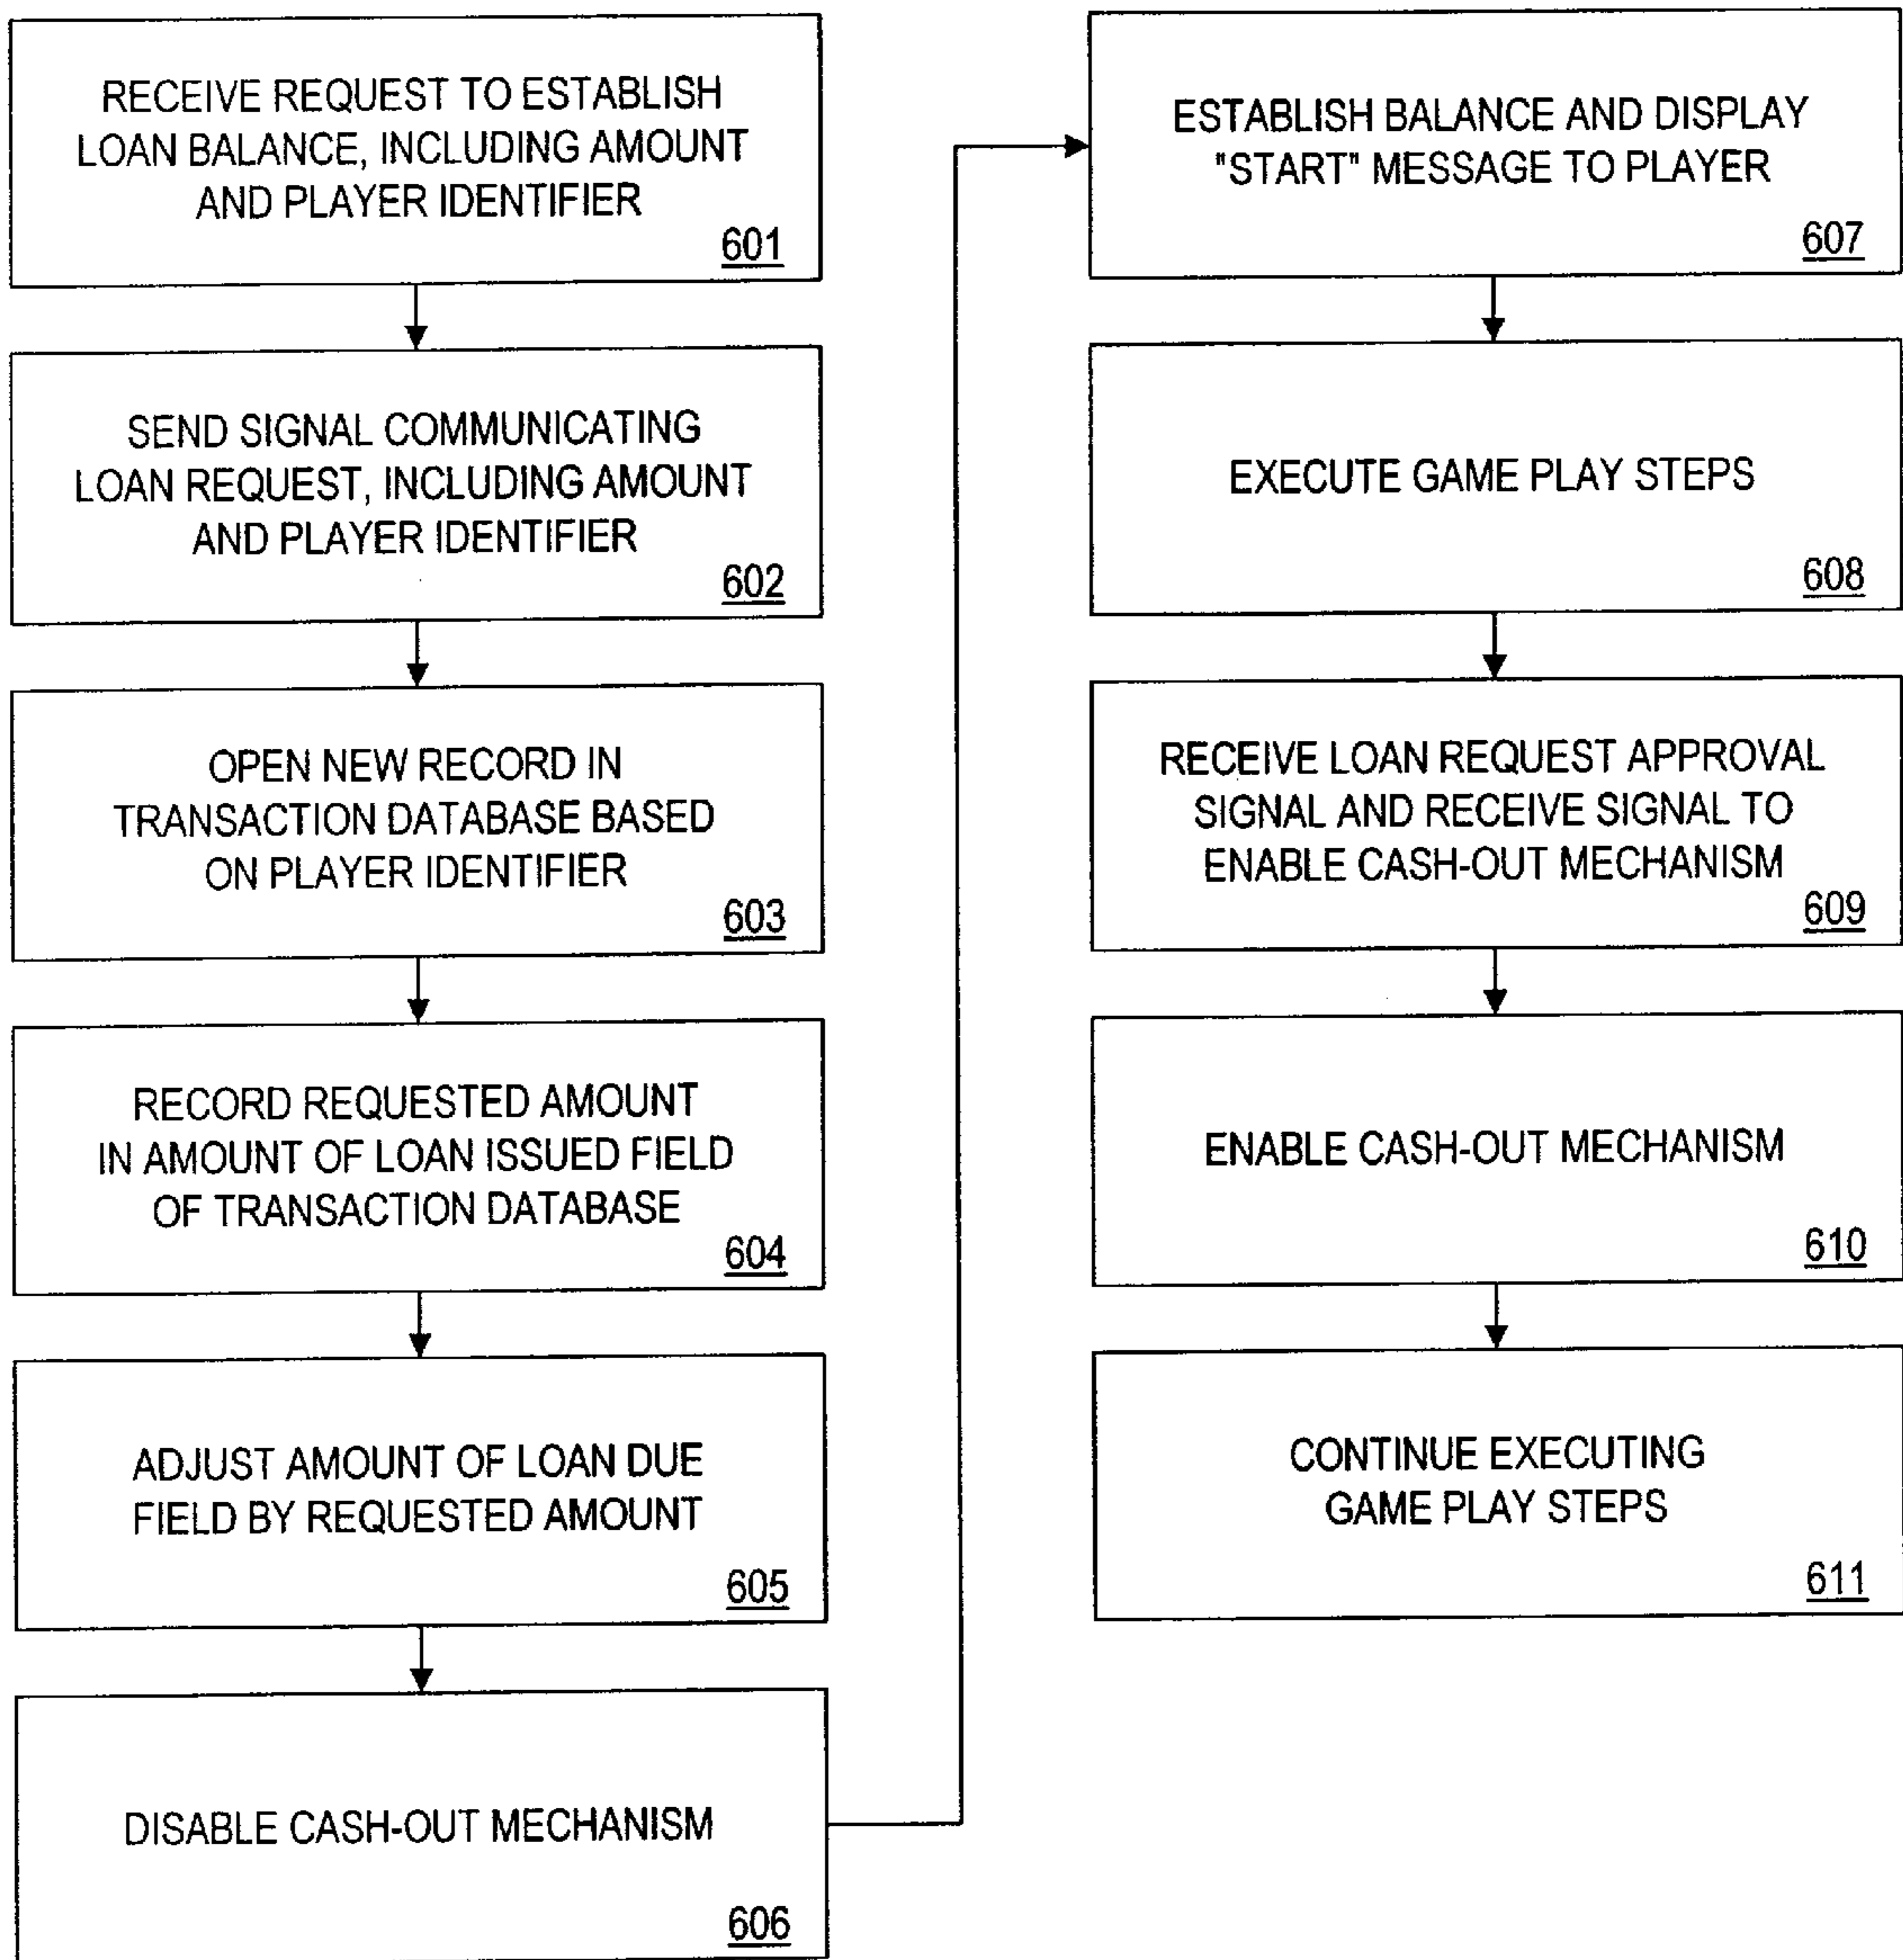 RECEIVE REQUEST TO ESTABLISH
LOAN BALANCE, INCLUDING AMOUNT
AND PLAYER IDENTIFIER
601
SEND SIGNAL COMMUNICATING
LOAN REQUEST, INCLUDING AMOUNT
AND PLAYER IDENTIFIER
602
OPEN NEW RECORD IN
TRANSACTION DATABASE BASED
ON PLAYER IDENTIFIER
603
RECORD REQUESTED AMOUNT
IN AMOUNT OF LOAN ISSUED FIELD
OF TRANSACTION DATABASE
604
ADJUST AMOUNT OF LOAN DUE
FIELD BY REQUESTED AMOUNT
605
DISABLE CASH-OUT MECHANISM
606
ESTABLISH BALANCE AND DISPLAY
"START" MESSAGE TO PLAYER
607
EXECUTE GAME PLAY STEPS
608
RECEIVE LOAN REQUEST APPROVAL
SIGNAL AND RECEIVE SIGNAL TO
ENABLE CASH-OUT MECHANISM
609
ENABLE CASH-OUT MECHANISM
610
CONTINUE EXECUTING
GAME PLAY STEPS
611